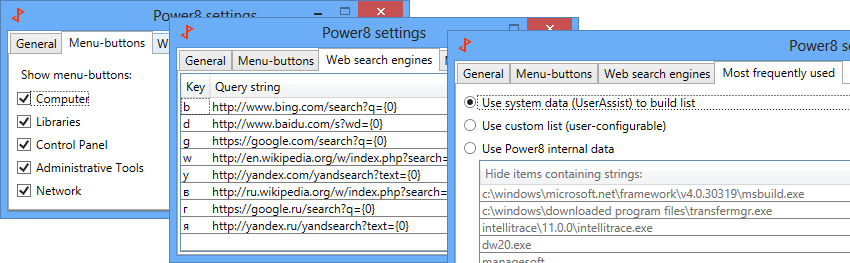 Power8 settings
General Menu-buttons W
Show menu-buttons:
Computer
Libraries
Control Panel
Administrative Tools
Network
Power8 settings
General Menu-buttons Web search engines
Key Query string
b http://www.bing.com/search?q={0}
d http://www.baidu.com/s?wd={0}
g https://google.com/search?q={0}
w http://en.wikipedia.org/w/index.php?search=
y http://yandex.com/yandsearch?text={0}
в http://ru.wikipedia.org/w/index.php?search=
г https://google.ru/search?q={0}
я http://yandex.ru/yandsearch?text={0}
Power8 se
General Menu-buttons Web search engines Most frequently used
Use system data (UserAssist) to build list
Use custom list (user-configurable)
Use Power8 internal data
Hide items containing strings:
c:\windows\microsoft.net\framework\v4.0.30319\msbuild.exe
c:\windows\downloaded program files\transfermgr.exe
intellitrace\11.0.0\intellitrace.exe
dw20.exe
managesoft